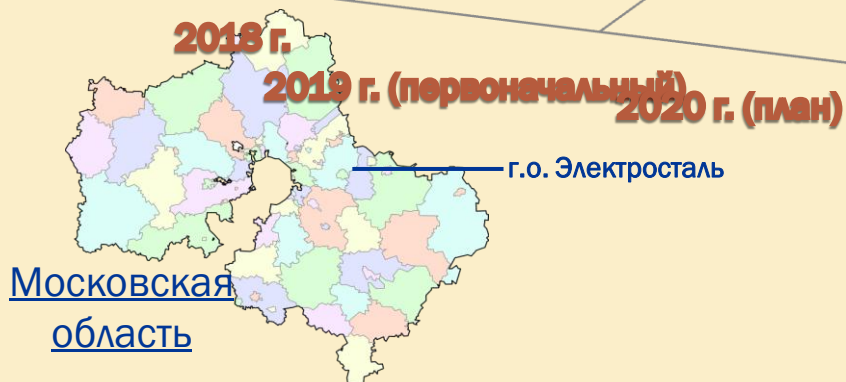 2018 г.
2019 г. (первоначальный)
2020 г. (план)
г.о. Электросталь
Московская
область